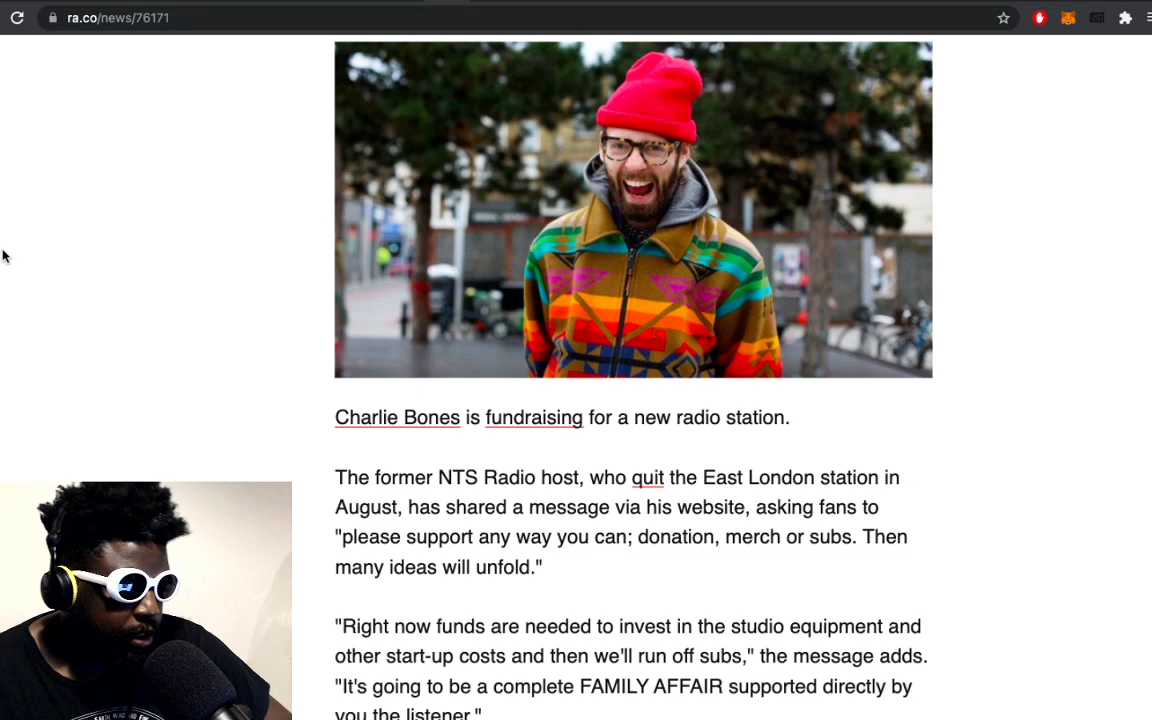 ra.co/news/76171
Charlie Bones is fundraising for a new radio station.
The former NTS Radio host, who quit the East London station in
August, has shared a message via his website, asking fans to
"please support any way you can; donation, merch or subs. Then
many ideas will unfold."
"Right now funds are needed to invest in the studio equipment and
other start-up costs and then we'll run off subs," the message adds.
"It's going to be a complete FAMILY AFFAIR supported directly by
you the listener."